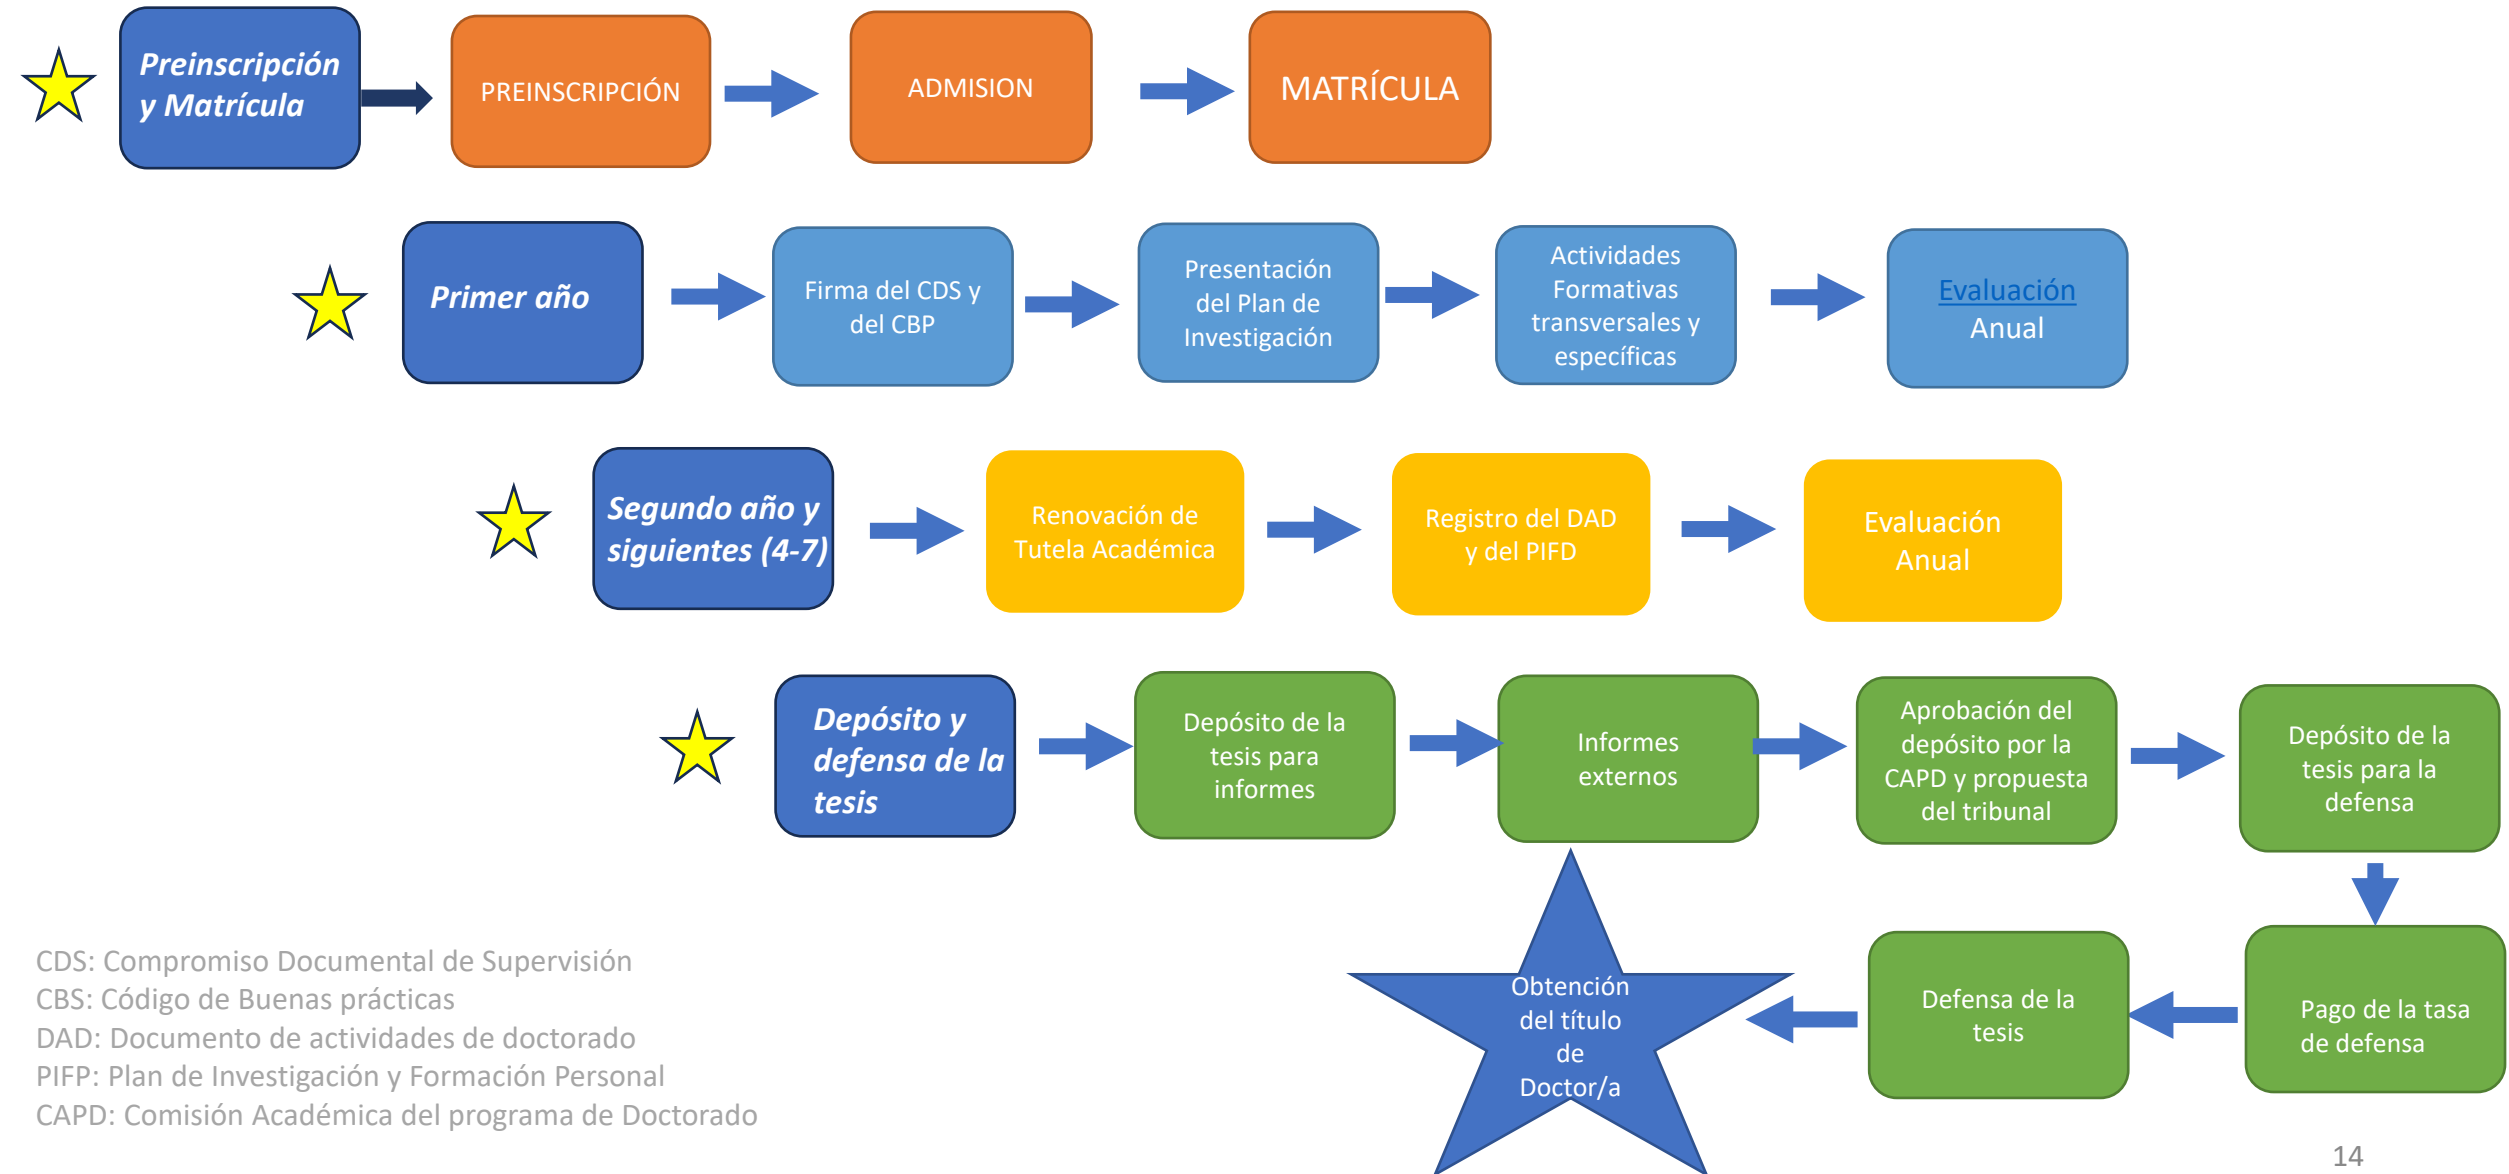 Preinscripción
y Matrícula
PREINSCRIPCIÓN
ADMISION
MATRÍCULA
Primer año
Firma del CDS y
del CBP
Presentación
del Plan de
Investigación
Actividades
Formativas
transversales y
específicas
Evaluación
Anual
Segundo año y
siguientes (4-7)
Renovación de
Tutela Académica
Registro del DAD
y del PIFD
Evaluación
Anual
Depósito y
defensa de la
tesis
Depósito de la
tesis para
informes
Informes
externos
Aprobación del
depósito por la
CAPD y propuesta
del tribunal
Depósito de la
tesis para la
defensa
Pago de la tasa
de defensa
Defensa de la
tesis
Obtención
del título
de
Doctor/a
CDS: Compromiso Documental de Supervisión
CBS: Código de Buenas prácticas
DAD: Documento de actividades de doctorado
PIFP: Plan de Investigación y Formación Personal
CAPD: Comisión Académica del programa de Doctorado
14